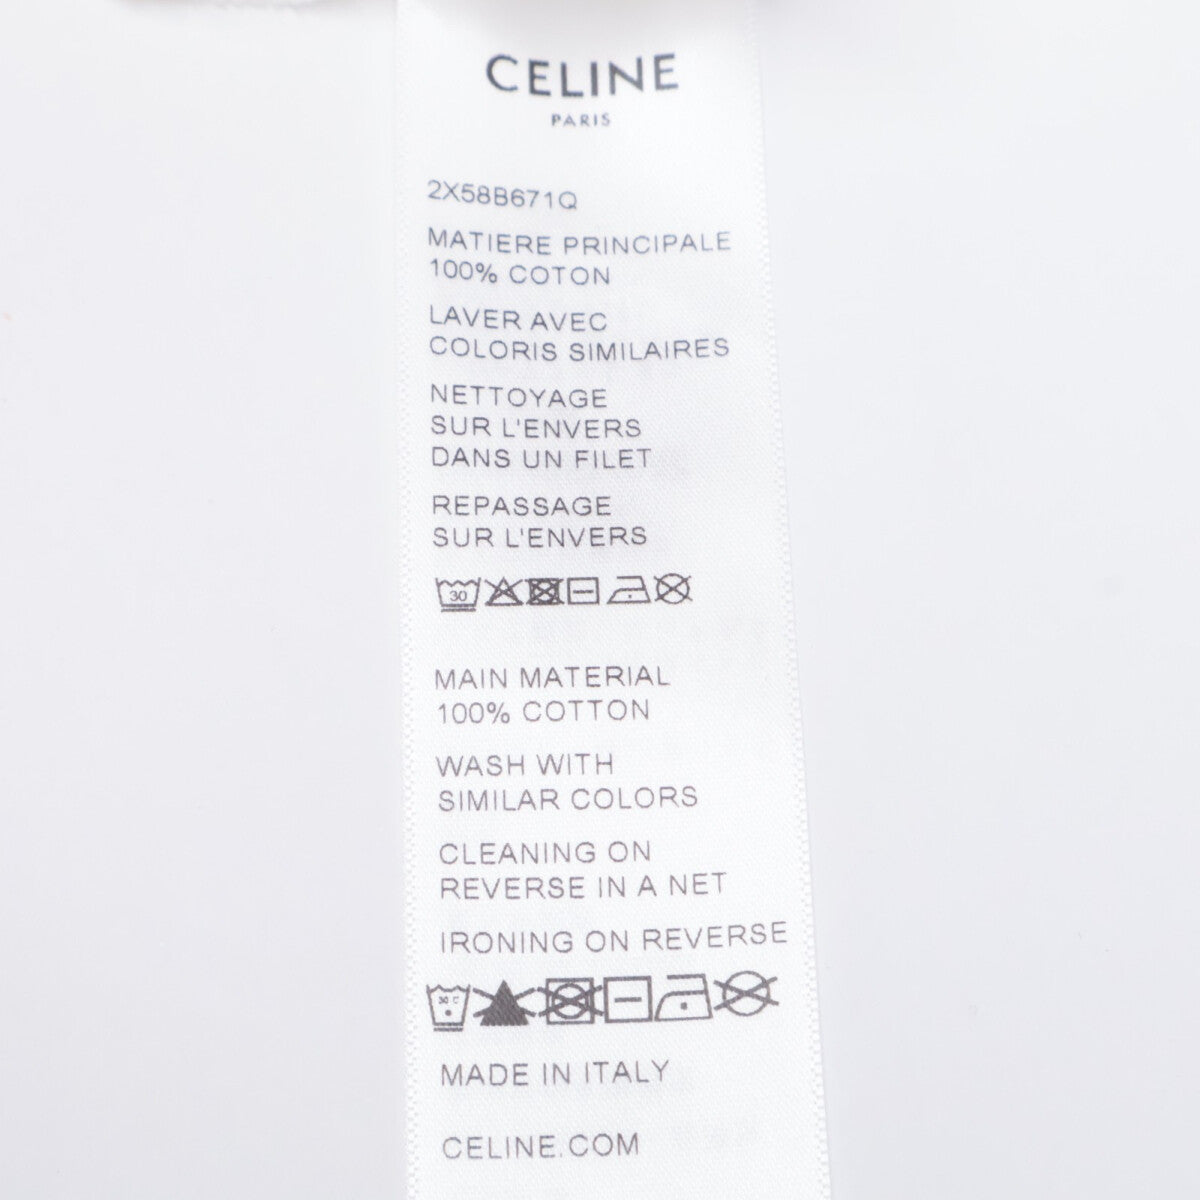 CELINE
PARIS
2X58B671Q
MATIERE PRINCIPALE
100% COTON
LAVER AVEC
COLORIS SIMILAIRES
NETTOYAGE
SUR L'ENVERS
DANS UN FILET
REPASSAGE
SUR L'ENVERS
30
MAIN MATERIAL
100% COTTON
WASH WITH
SIMILAR COLORS
CLEANING ON
REVERSE IN A NET
IRONING ON REVERSE
30 C
MADE IN ITALY
CELINE.COM